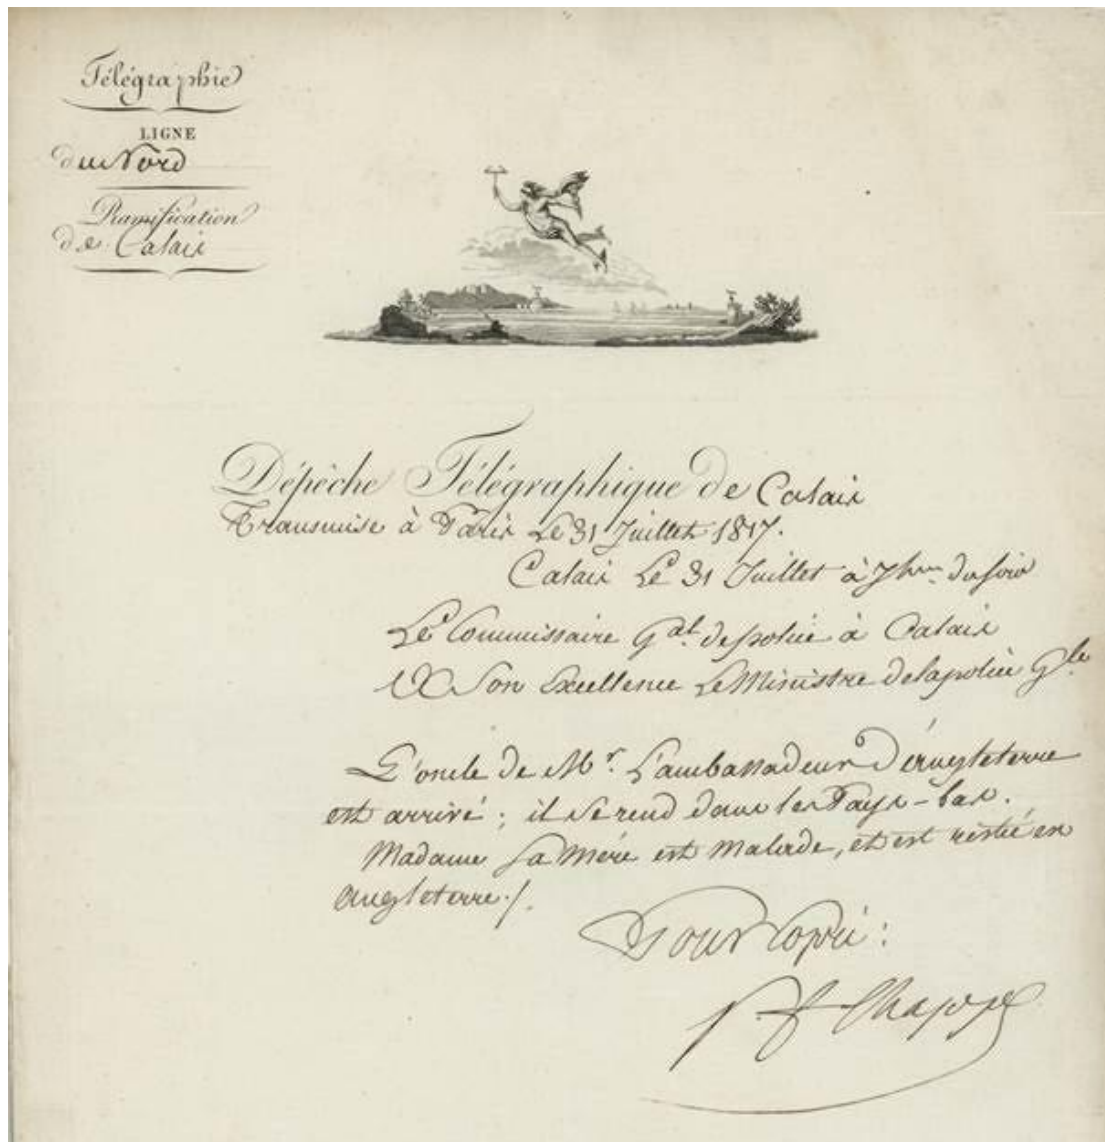 Télégraphie
LIGNE
du Nord
Ramification
de Calais
Dépêche Télégraphique de Calais
Transmise à Paris Le 31 Juillet 1817.
Calais Le 31 Juillet à 7h du soir
Le Commissaire Gal. de police à Calais
A Son Excellence Le Ministre de la police Gle
L'oncle de Mr. L'ambassadeur d'angleterre
est arrivé; il se rend dans les Pays-bas.
Madame Sa Mère est Malade, et est restée en
angleterre./.
Pour Copie:
Chappe